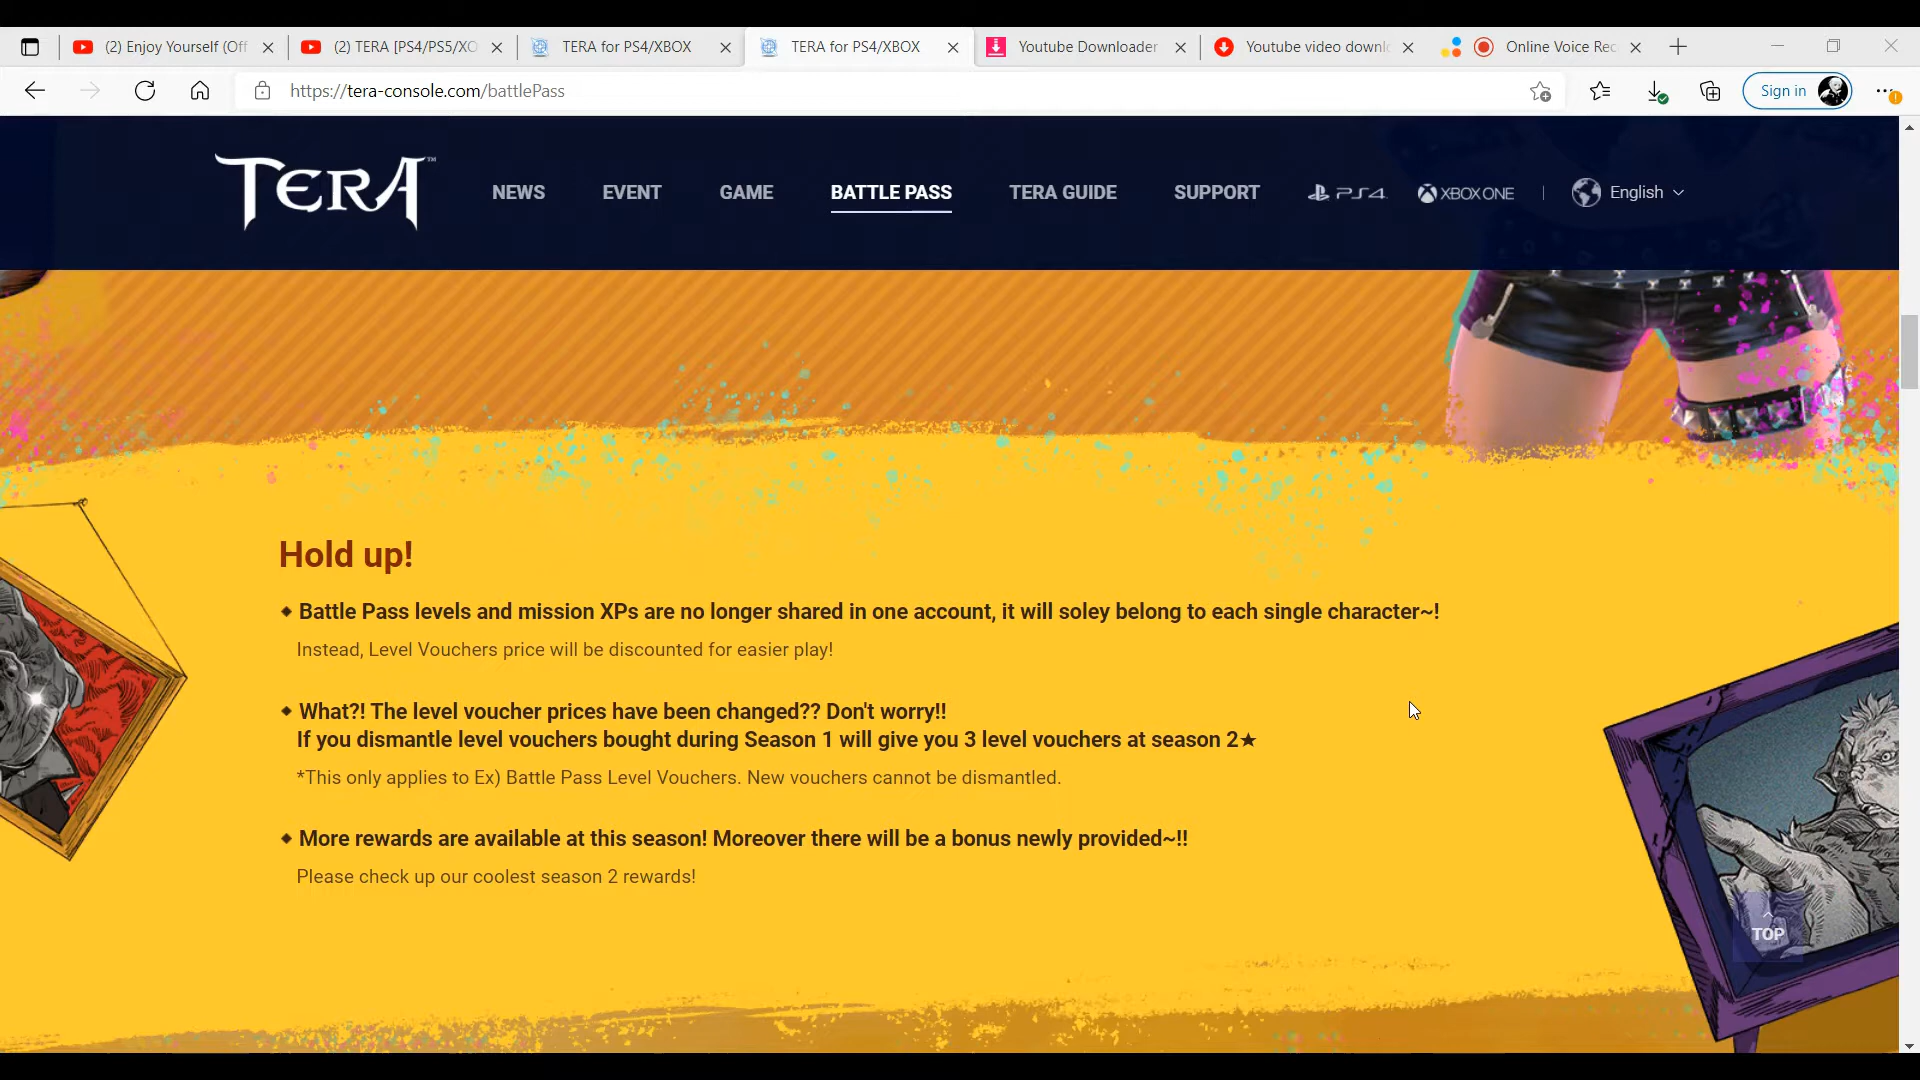 (2) Enjoy Yourself (Off
(2) TERA [PS4/PS5/XO
TERA for PS4/XBOX
TERA for PS4/XBOX
Youtube Downloader
Youtube video downl
Online Voice Rec
https://tera-console.com/battlePass
Sign in
TERA™
NEWS
EVENT
GAME
BATTLE PASS
TERA GUIDE
SUPPORT
PS4
XBOX ONE
English
Hold up!
◆ Battle Pass levels and mission XPs are no longer shared in one account, it will soley belong to each single character~!
Instead, Level Vouchers price will be discounted for easier play!
◆ What?! The level voucher prices have been changed?? Don't worry!!
If you dismantle level vouchers bought during Season 1 will give you 3 level vouchers at season 2★
*This only applies to Ex) Battle Pass Level Vouchers. New vouchers cannot be dismantled.
◆ More rewards are available at this season! Moreover there will be a bonus newly provided~!!
Please check up our coolest season 2 rewards!
TOP